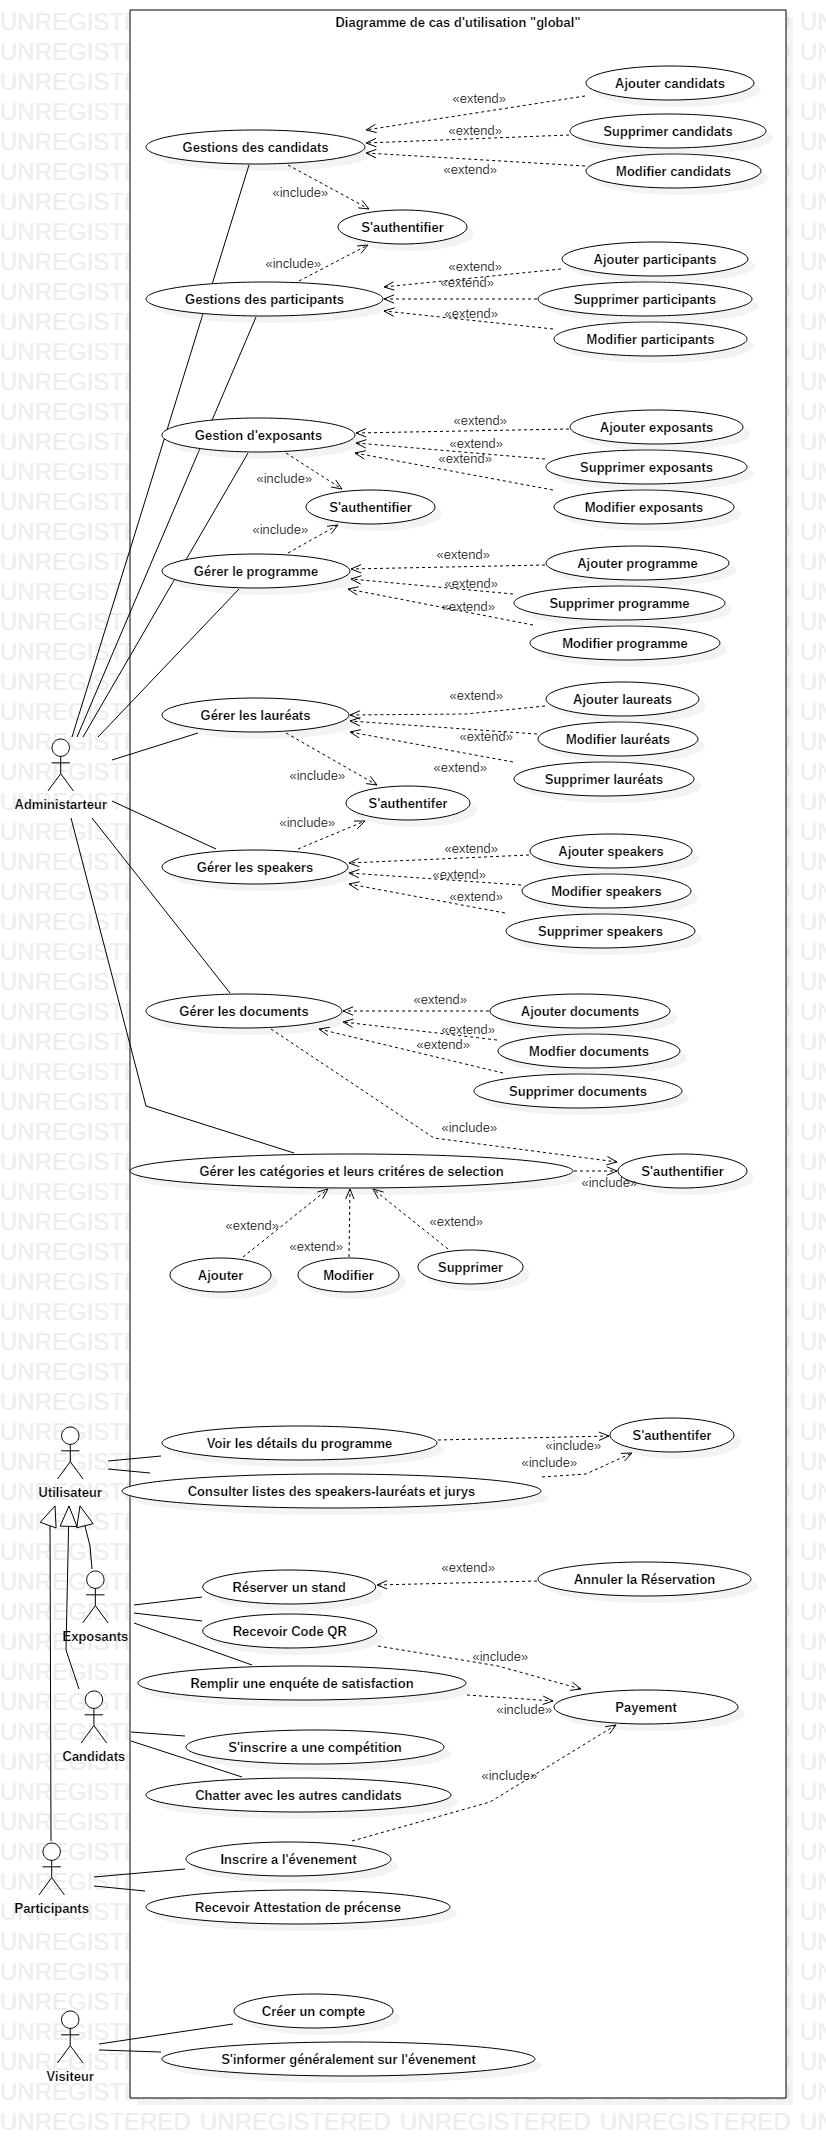 Diagramme de cas d'utilisation "global"
Ajouter candidats
«extend»
Supprimer candidats
«extend»
Gestions des candidats
Modifier candidats
«extend»
«include»
S'authentifier
Ajouter participants
«include»
«extend»
«extend»
Gestions des participants
Supprimer participants
«extend»
Modifier participants
«extend»
Ajouter exposants
Gestion d'exposants
«extend»
«extend»
Supprimer exposants
«include»
S'authentifier
Modifier exposants
«include»
«extend»
Ajouter programme
Gérer le programme
«extend»
Supprimer programme
«extend»
Modifier programme
«extend»
Ajouter laureats
Gérer les lauréats
«extend»
Modifier lauréats
«extend»
«include»
Supprimer lauréats
Administarteur
S'authentifer
«include»
«extend»
Ajouter speakers
Gérer les speakers
«extend»
Modifier speakers
«extend»
Supprimer speakers
«extend»
Gérer les documents
Ajouter documents
«extend»
«extend»
Modfier documents
Supprimer documents
«include»
Gérer les catégories et leurs critéres de selection
S'authentifier
«include»
«extend»
«extend»
«extend»
Ajouter
Modifier
Supprimer
Voir les détails du programme
S'authentifer
«include»
«include»
Utilisateur
Consulter listes des speakers-lauréats et jurys
«extend»
Réserver un stand
Annuler la Réservation
Exposants
Recevoir Code QR
«include»
Remplir une enquéte de satisfaction
«include»
Payement
Candidats
S'inscrire a une compétition
«include»
Chatter avec les autres candidats
Inscrire a l'évenement
Participants
Recevoir Attestation de précense
Créer un compte
Visiteur
S'informer généralement sur l'évenement
UNREGISTERED UNREGISTERED UNREGISTERED UNREGISTERED UN